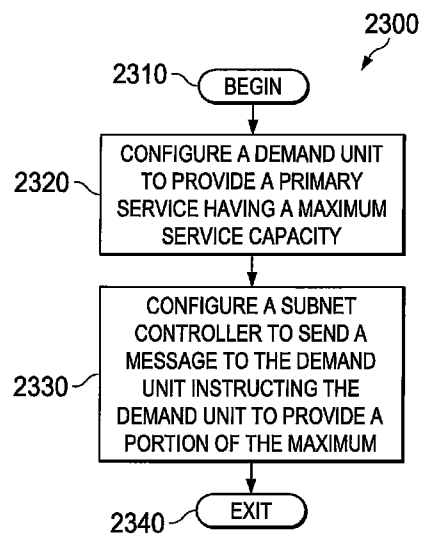 2300
2310
BEGIN
2320
CONFIGURE A DEMAND UNIT
TO PROVIDE A PRIMARY
SERVICE HAVING A MAXIMUM
SERVICE CAPACITY
2330
CONFIGURE A SUBNET
CONTROLLER TO SEND A
MESSAGE TO THE DEMAND
UNIT INSTRUCTING THE
DEMAND UNIT TO PROVIDE A
PORTION OF THE MAXIMUM
2340
EXIT